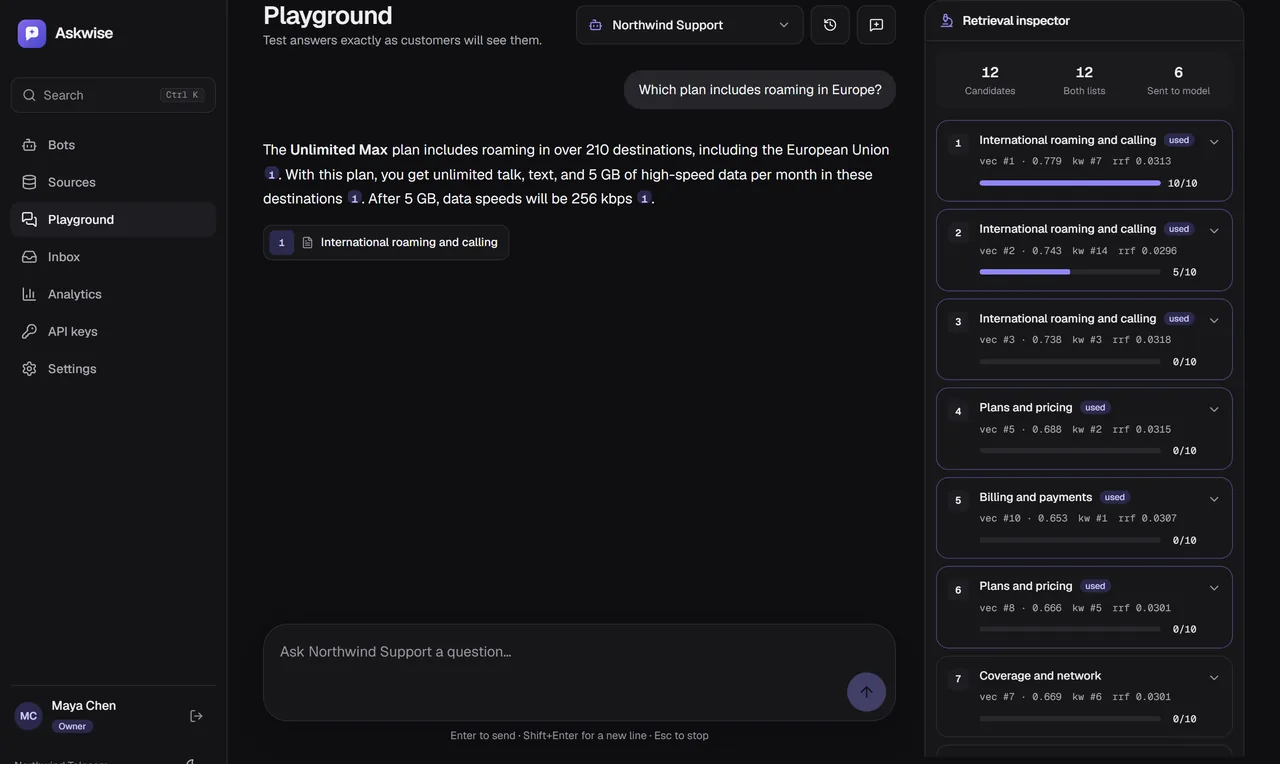 Askwise
Search Ctrl K
Bots
Sources
Playground
Inbox
Analytics
API keys
Settings
MC
Maya Chen
Owner
Playground
Test answers exactly as customers will see them.
Northwind Support
Which plan includes roaming in Europe?
The Unlimited Max plan includes roaming in over 210 destinations, including the European Union
1. With this plan, you get unlimited talk, text, and 5 GB of high-speed data per month in these
destinations 1. After 5 GB, data speeds will be 256 kbps 1.
1 International roaming and calling
Ask Northwind Support a question...
Enter to send · Shift+Enter for a new line · Esc to stop
Retrieval inspector
12 12 6
Candidates Both lists Sent to model
1 International roaming and calling used
vec #1 · 0.779 kw #7 rrf 0.0313
10/10
2 International roaming and calling used
vec #2 · 0.743 kw #14 rrf 0.0296
5/10
3 International roaming and calling used
vec #3 · 0.738 kw #3 rrf 0.0318
0/10
4 Plans and pricing used
vec #5 · 0.688 kw #2 rrf 0.0315
0/10
5 Billing and payments used
vec #10 · 0.653 kw #1 rrf 0.0307
0/10
6 Plans and pricing used
vec #8 · 0.666 kw #5 rrf 0.0301
0/10
7 Coverage and network
vec #7 · 0.669 kw #6 rrf 0.0301
0/10